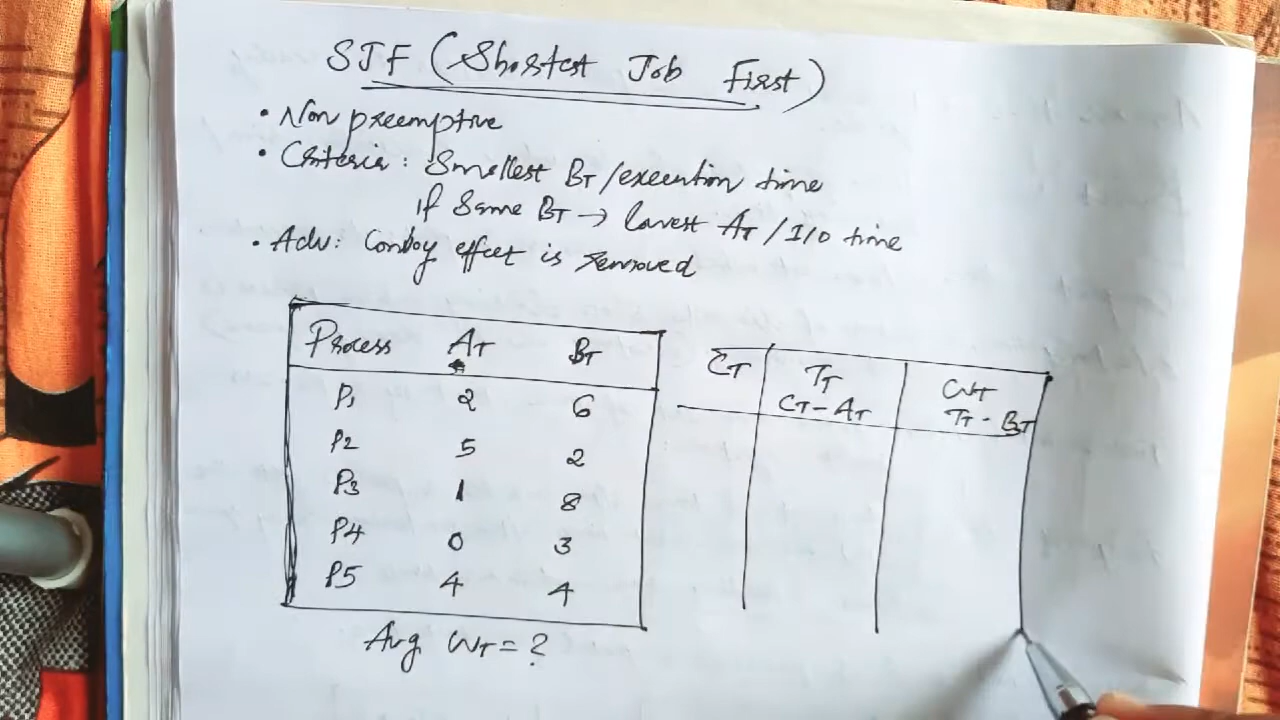 SJF (Shortest Job First)
• Non preemptive
• Criteria : Smallest BT/execution time
if Same BT → lowest AT / I/O time
• Adv: Convoy effect is removed
Process AT BT
P1 2 6
P2 5 2
P3 1 8
P4 0 3
P5 4 4
Avg WT = ?
CT TT WT
CT - AT TT - BT